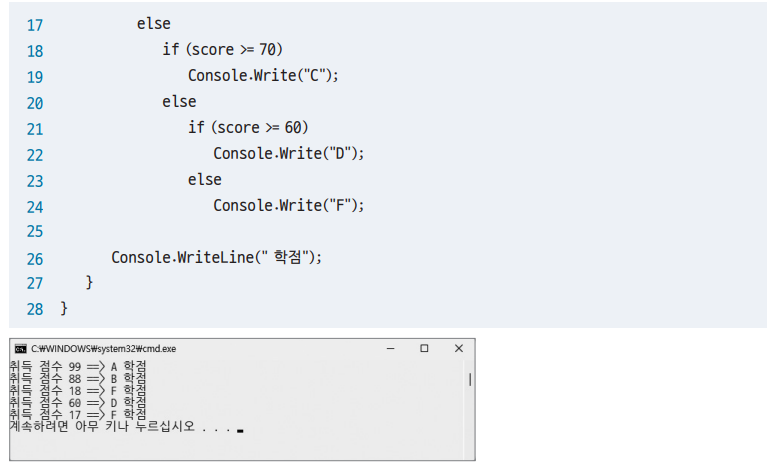 17 else
18 if (score >= 70)
19 Console.Write("C");
20 else
21 if (score >= 60)
22 Console.Write("D");
23 else
24 Console.Write("F");
25
26 Console.WriteLine(" 학점");
27 }
28 }
C:₩WINDOWS₩system32₩cmd.exe
취득 점수 99 ==> A 학점
취득 점수 88 ==> B 학점
취득 점수 18 ==> F 학점
취득 점수 60 ==> D 학점
취득 점수 17 ==> F 학점
계속하려면 아무 키나 누르십시오 . . .